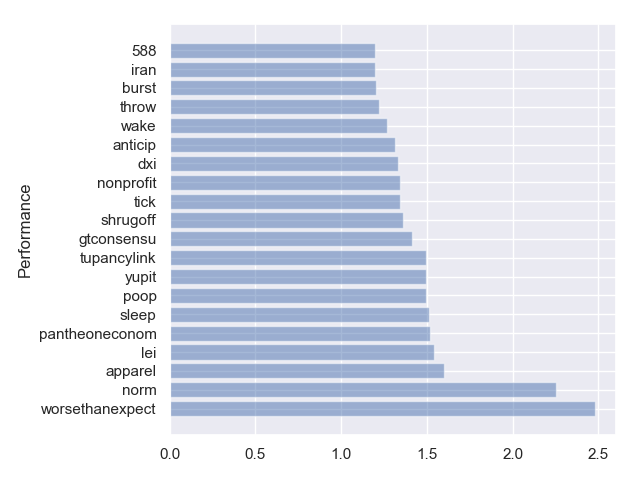 588
iran
burst
throw
wake
anticip
dxi
nonprofit
tick
shrugoff
gtconsensu
tupancylink
yupit
poop
sleep
pantheoneconom
lei
apparel
norm
worsethanexpect
Performance
0.0 0.5 1.0 1.5 2.0 2.5